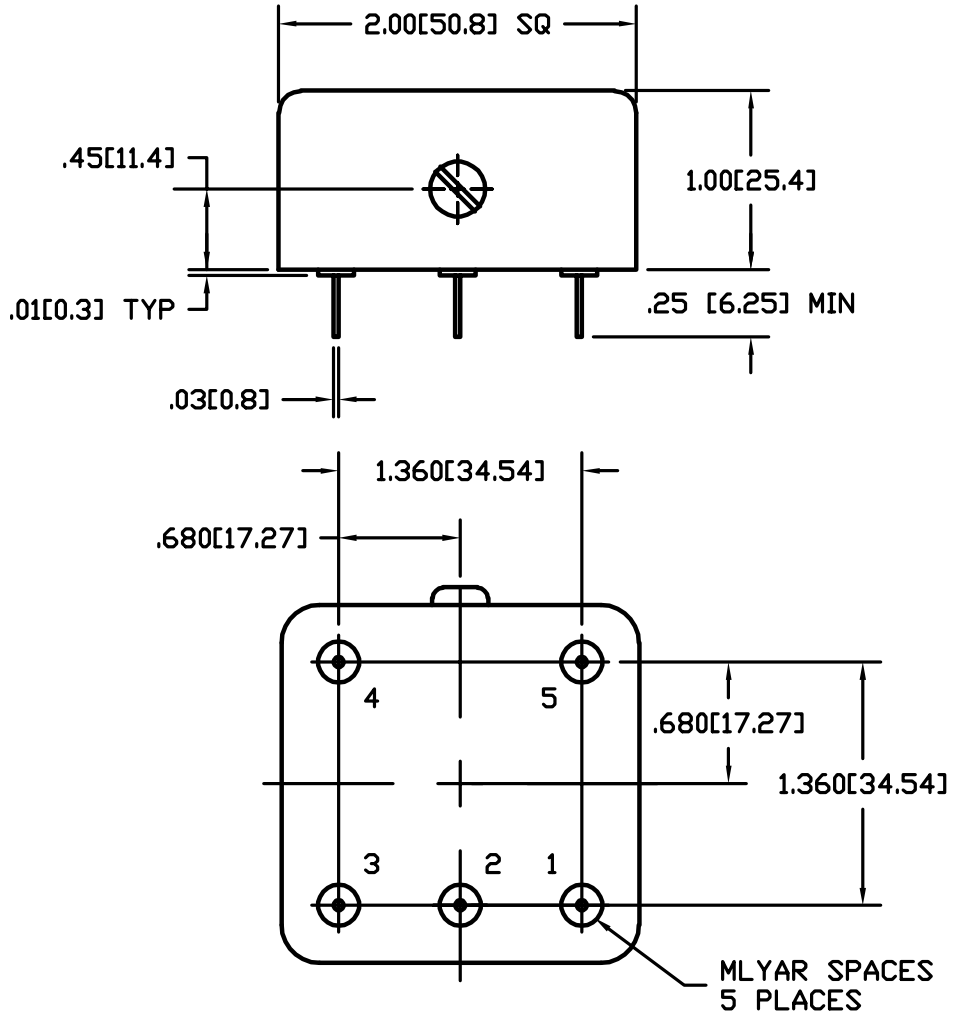 2.00[50.8] SQ
.45[11.4]
1.00[25.4]
.01[0.3] TYP
.25 [6.25] MIN
.03[0.8]
1.360[34.54]
.680[17.27]
4
5
.680[17.27]
1.360[34.54]
3
2
1
MLYAR SPACES
5 PLACES